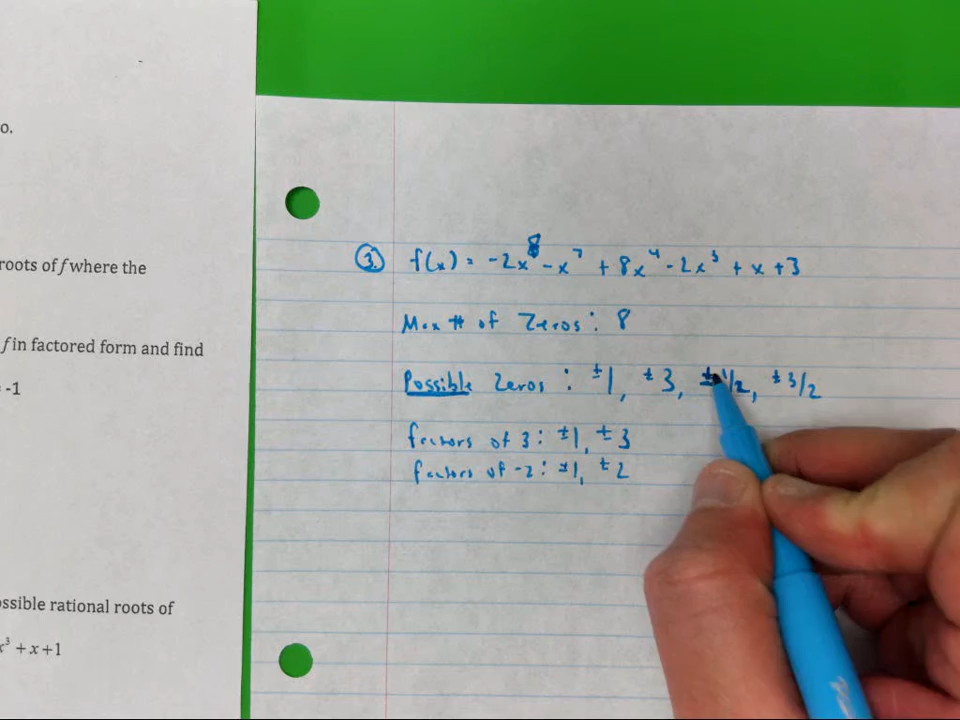 o.
roots of f where the
f in factored form and find
= -1
ssible rational roots of
x³ + x + 1
3. f(x) = -2x⁸ - x⁷ + 8x⁴ - 2x³ + x + 3
Max # of Zeros : 8
Possible Zeros : ±1, ±3, ±1/2, ±3/2
factors of 3 : ±1, ±3
factors of -2 : ±1, ±2